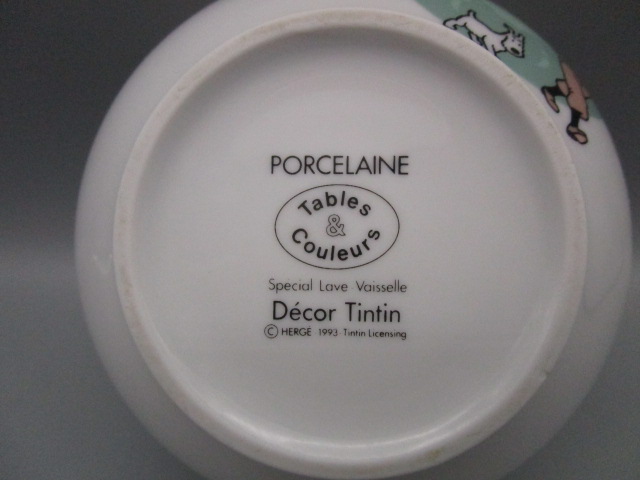 PORCELAINE
Tables
&
Couleurs
Special Lave Vaisselle
Décor Tintin
© HERGÉ 1993 Tintin Licensing